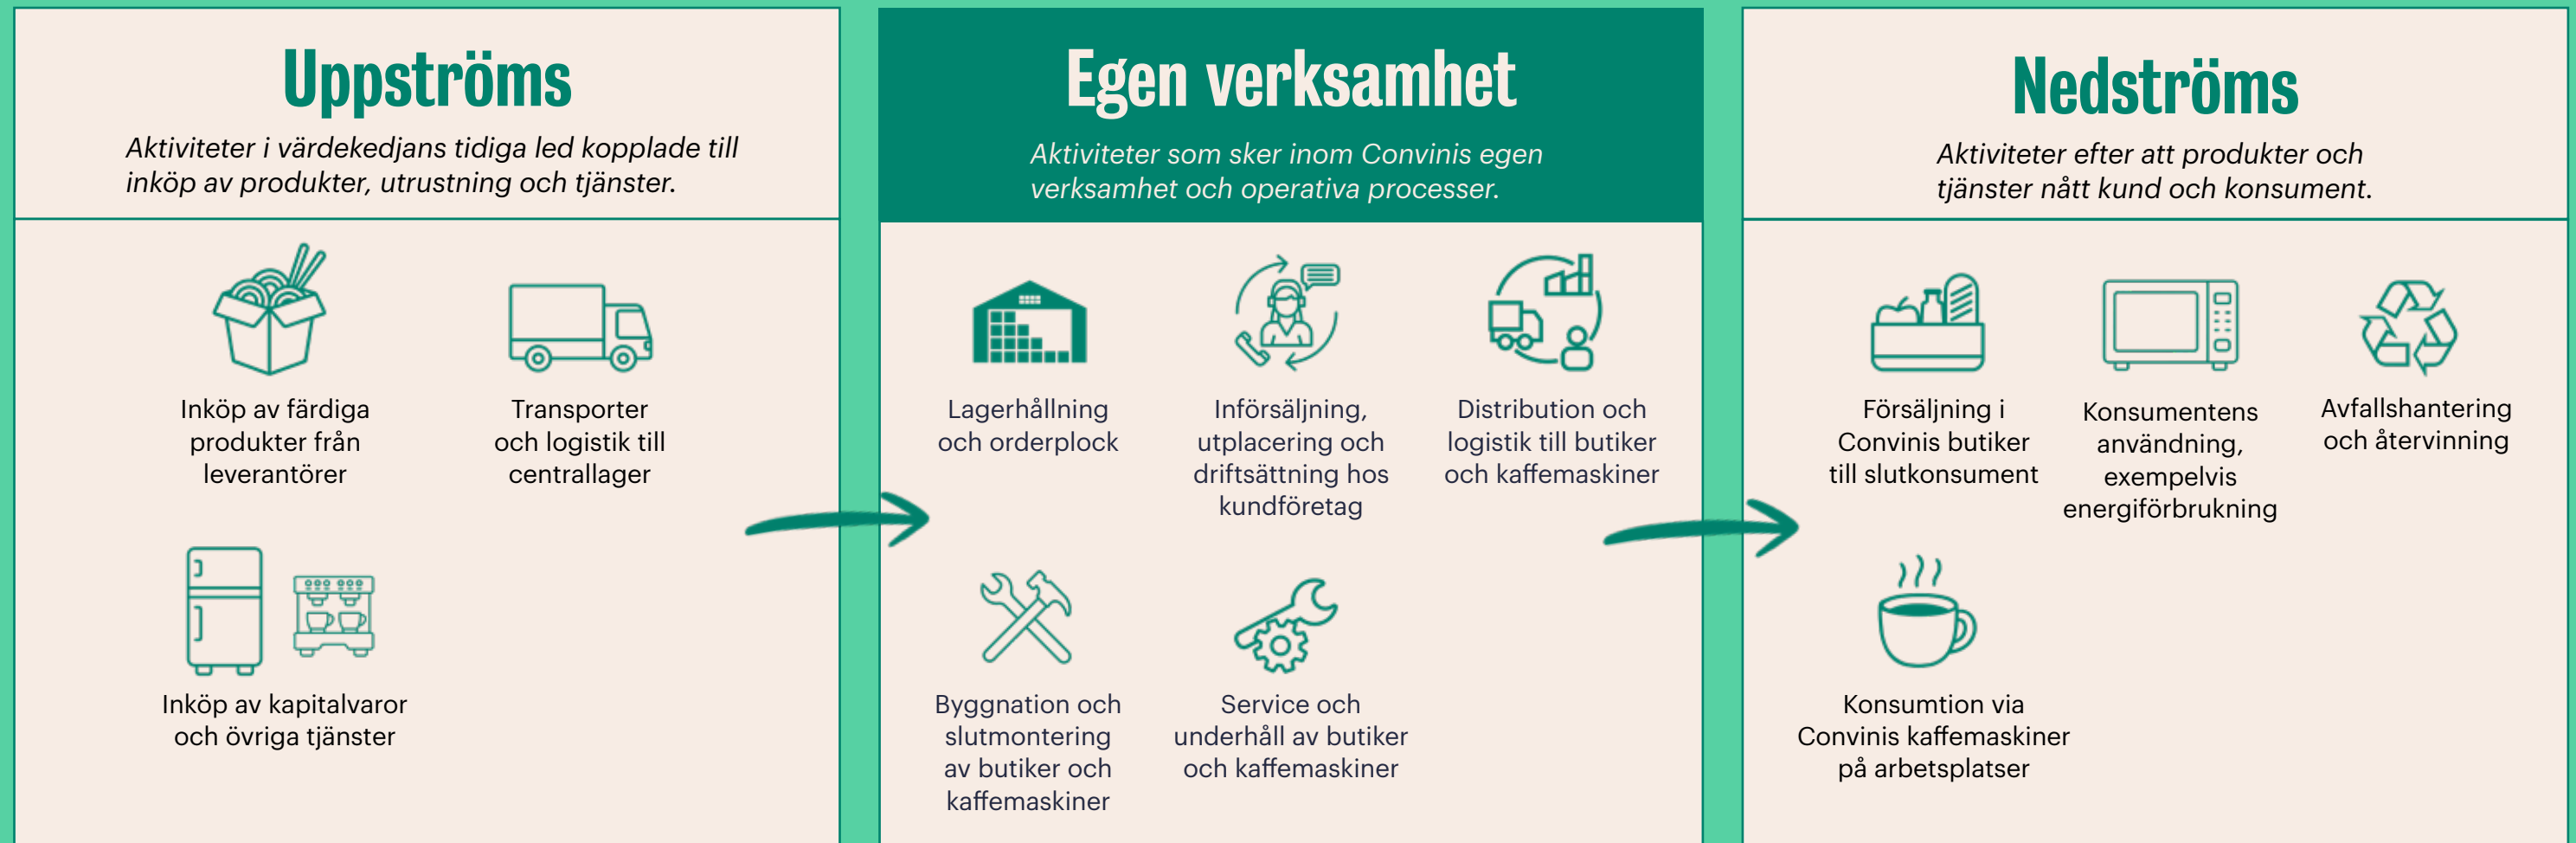 Uppströms
Aktiviteter i värdekedjans tidiga led kopplade till
inköp av produkter, utrustning och tjänster.
Inköp av färdiga
produkter från
leverantörer
Transporter
och logistik till
centrallager
Inköp av kapitalvaror
och övriga tjänster
Egen verksamhet
Aktiviteter som sker inom Convinis egen
verksamhet och operativa processer.
Lagerhållning
och orderplock
Införsäljning,
utplacering och
driftsättning hos
kundföretag
Distribution och
logistik till butiker
och kaffemaskiner
Byggnation och
slutmontering
av butiker och
kaffemaskiner
Service och
underhåll av butiker
och kaffemaskiner
Nedströms
Aktiviteter efter att produkter och
tjänster nått kund och konsument.
Försäljning i
Convinis butiker
till slutkonsument
Konsumentens
användning,
exempelvis
energiförbrukning
Avfallshantering
och återvinning
Konsumtion via
Convinis kaffemaskiner
på arbetsplatser